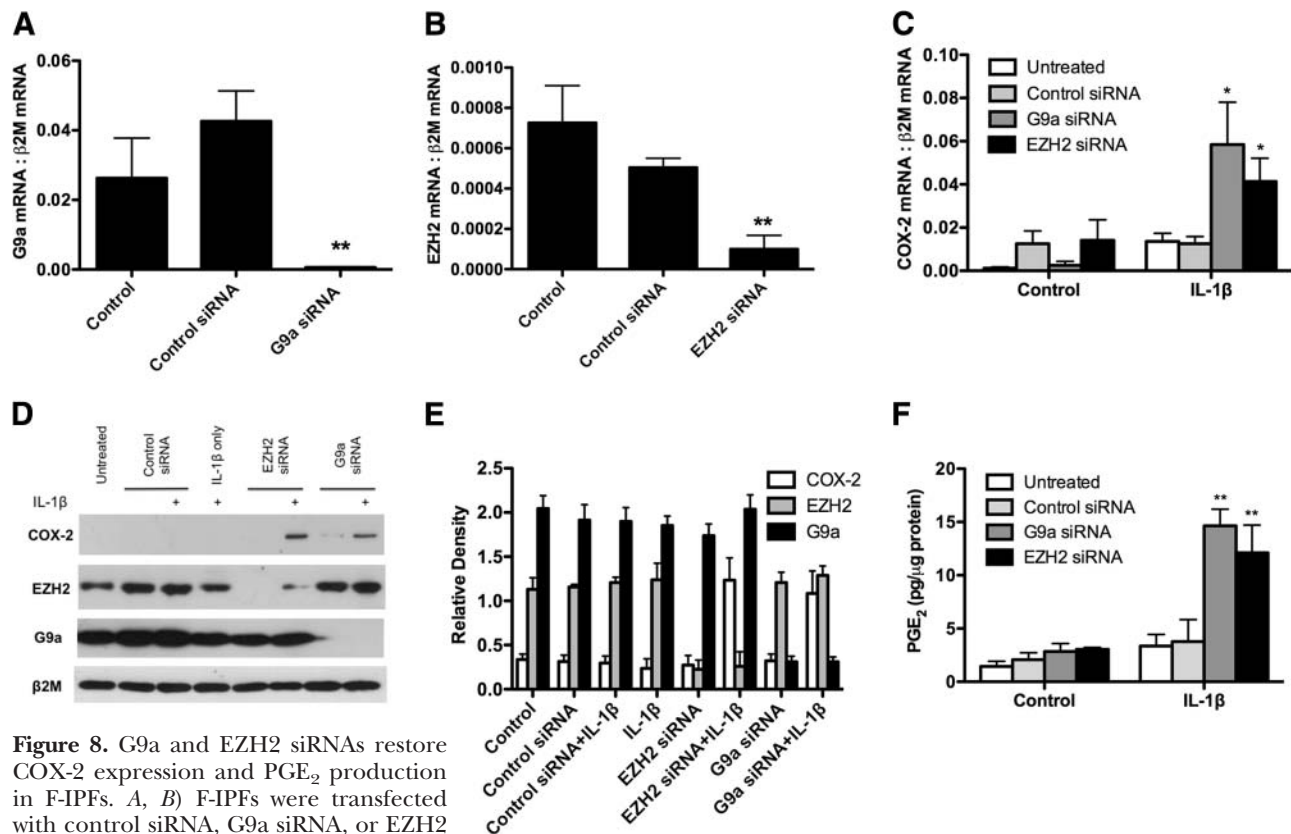 A
G9a mRNA : β2M mRNA
0.06
0.04
0.02
0.00
**
Control
Control siRNA
G9a siRNA
B
EZH2 mRNA : β2M mRNA
0.0010
0.0008
0.0006
0.0004
0.0002
0.0000
**
Control
Control siRNA
EZH2 siRNA
C
COX-2 mRNA : β2M mRNA
0.10
0.08
0.06
0.04
0.02
0.00
Untreated
Control siRNA
G9a siRNA
EZH2 siRNA
*
*
Control
IL-1β
D
Untreated
Control siRNA
IL-1β only
EZH2 siRNA
G9a siRNA
IL-1β + + + +
COX-2
EZH2
G9a
β2M
E
Relative Density
2.5
2.0
1.5
1.0
0.5
0.0
COX-2
EZH2
G9a
Control
Control siRNA
Control siRNA+IL-1β
IL-1β
EZH2 siRNA
EZH2 siRNA+IL-1β
G9a siRNA
G9a siRNA+IL-1β
F
PGE₂ (pg/μg protein)
20
15
10
5
0
Untreated
Control siRNA
G9a siRNA
EZH2 siRNA
**
**
Control
IL-1β
Figure 8. G9a and EZH2 siRNAs restore
COX-2 expression and PGE₂ production
in F-IPFs. A, B) F-IPFs were transfected
with control siRNA, G9a siRNA, or EZH2